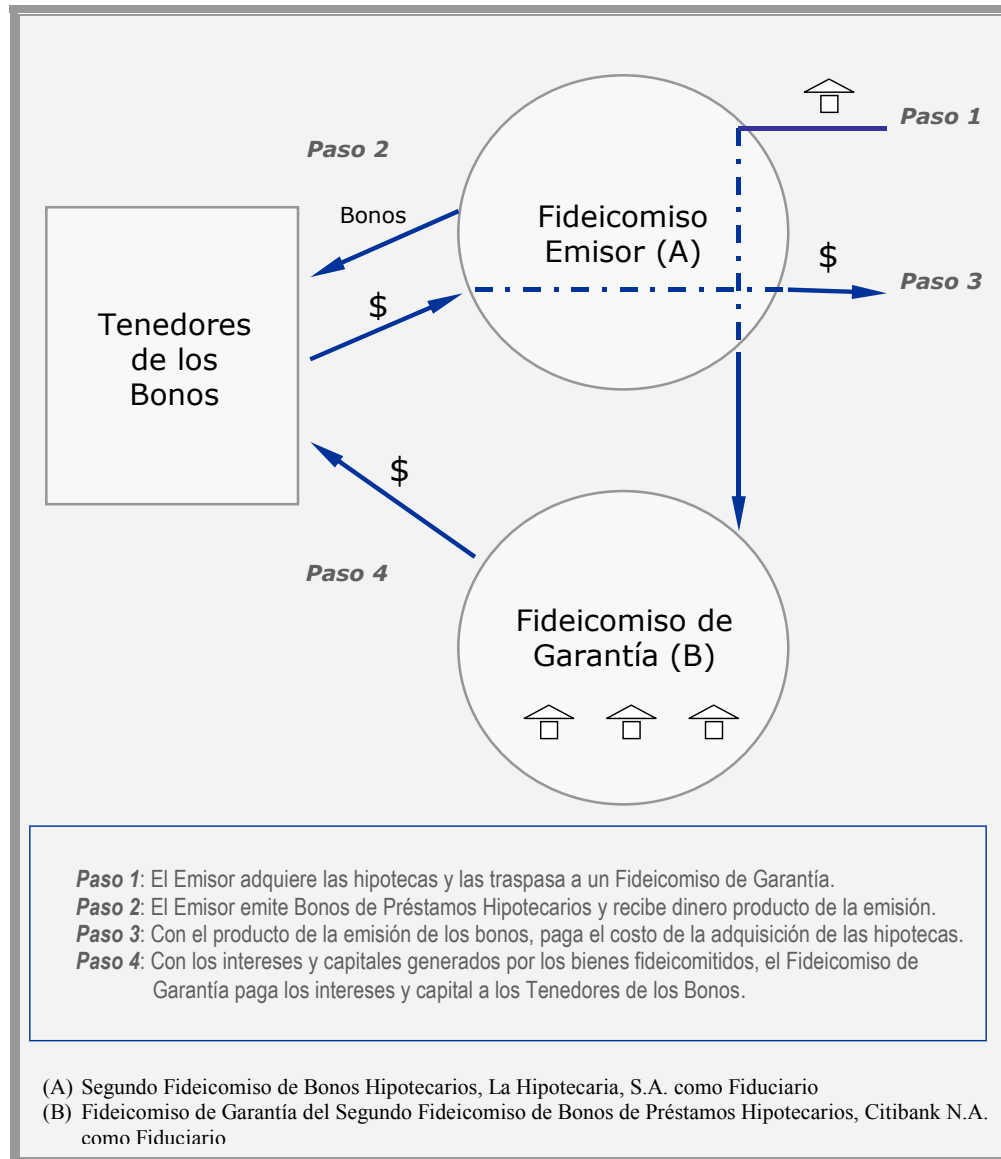 Paso 1
Paso 2
Bonos
Fideicomiso
Emisor (A)
$
Paso 3
$
Tenedores
de los
Bonos
$
Paso 4
Fideicomiso de
Garantía (B)
Paso 1: El Emisor adquiere las hipotecas y las traspasa a un Fideicomiso de Garantía.
Paso 2: El Emisor emite Bonos de Préstamos Hipotecarios y recibe dinero producto de la emisión.
Paso 3: Con el producto de la emisión de los bonos, paga el costo de la adquisición de las hipotecas.
Paso 4: Con los intereses y capitales generados por los bienes fideicomitidos, el Fideicomiso de
Garantía paga los intereses y capital a los Tenedores de los Bonos.
(A) Segundo Fideicomiso de Bonos Hipotecarios, La Hipotecaria, S.A. como Fiduciario
(B) Fideicomiso de Garantía del Segundo Fideicomiso de Bonos de Préstamos Hipotecarios, Citibank N.A.
como Fiduciario